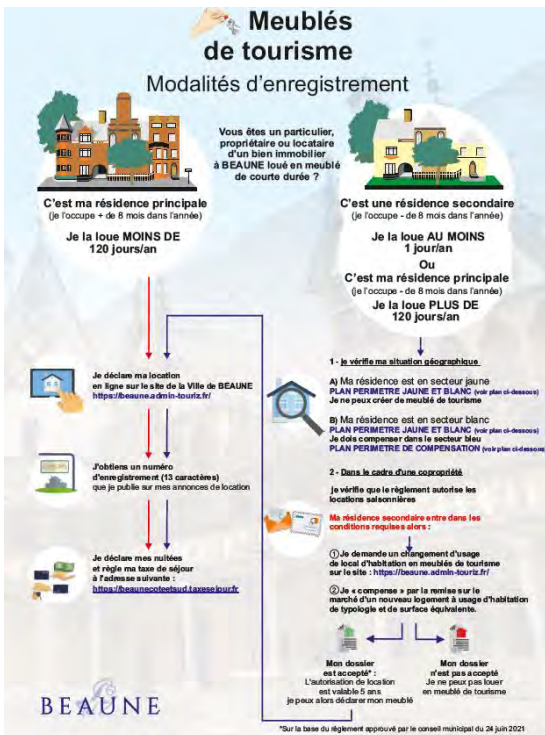 Meublés
de tourisme
Modalités d'enregistrement
Vous êtes un particulier,
propriétaire ou locataire
d'un bien immobilier
à BEAUNE loué en meublé
de courte durée ?
C'est ma résidence principale
(je l'occupe + de 8 mois dans l'année)
Je la loue MOINS DE
120 jours/an
C'est une résidence secondaire
(je l'occupe - de 8 mois dans l'année)
Je la loue AU MOINS
1 jour/an
Ou
C'est ma résidence principale
(je l'occupe - de 8 mois dans l'année)
Je la loue PLUS DE
120 jours/an
Je déclare ma location
en ligne sur le site de la Ville de BEAUNE
https://beaune.admin-touriz.fr/
J'obtiens un numéro
d'enregistrement (13 caractères)
que je publie sur mes annonces de location
Je déclare mes nuitées
et règle ma taxe de séjour
à l'adresse suivante :
https://beaunecoteetsud.taxesejour.fr
1 - je vérifie ma situation géographique
A) Ma résidence est en secteur jaune
PLAN PERIMETRE JAUNE ET BLANC (voir plan ci-dessous)
Je ne peux créer de meublé de tourisme
B) Ma résidence est en secteur blanc
PLAN PERIMETRE JAUNE ET BLANC (voir plan ci-dessous)
Je dois compenser dans le secteur bleu
PLAN PERIMETRE DE COMPENSATION (voir plan ci-dessous)
2 - Dans le cadre d'une copropriété
je vérifie que le règlement autorise les
locations saisonnières
Ma résidence secondaire entre dans les
conditions requises alors :
① Je demande un changement d'usage
de local d'habitation en meublés de tourisme
sur le site : https://beaune.admin-touriz.fr/
② Je « compense » par la remise sur le
marché d'un nouveau logement à usage d'habitation
de typologie et de surface équivalente.
Mon dossier
est accepté* :
L'autorisation de location
est valable 5 ans
je peux alors déclarer mon meublé
Mon dossier
n'est pas accepté
Je ne peux pas louer
en meublé de tourisme
BEAUNE
*Sur la base du règlement approuvé par le conseil municipal du 24 juin 2021